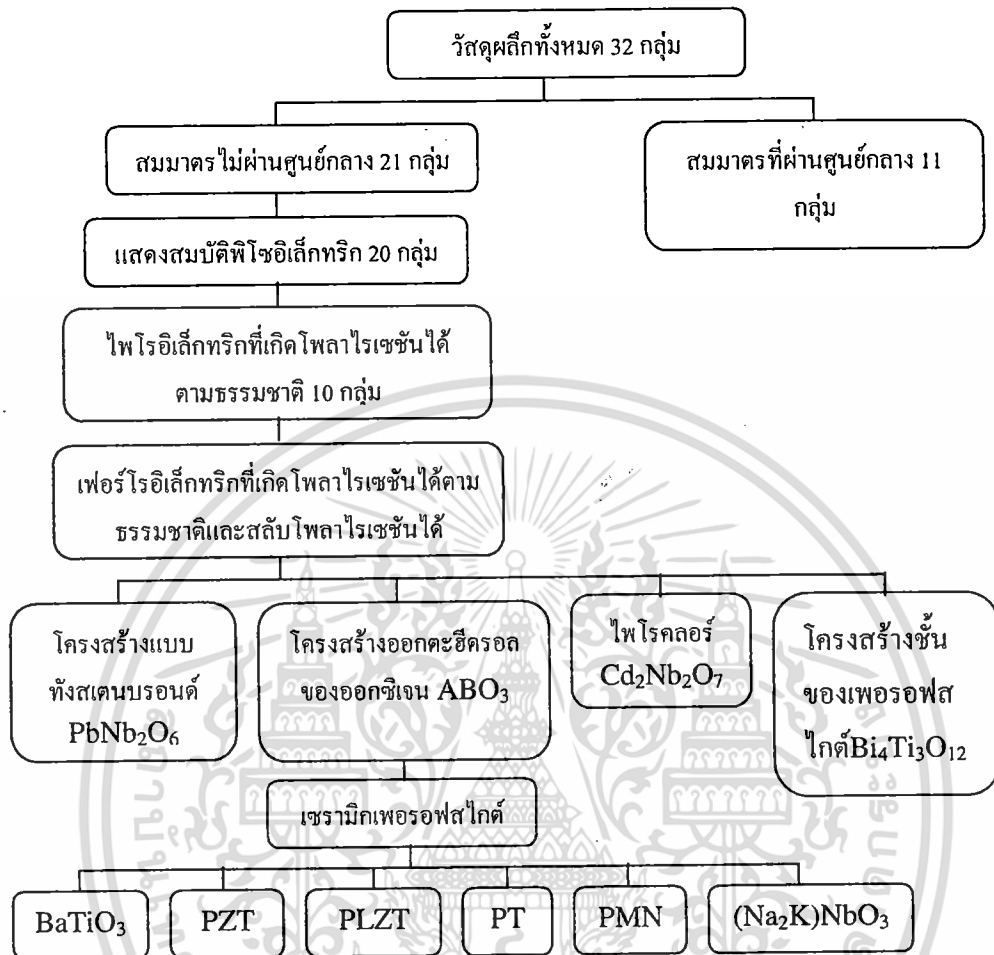 วัสดุผลึกทั้งหมด 32 กลุ่ม
สมมาตรไม่ผ่านศูนย์กลาง 21 กลุ่ม
สมมาตรที่ผ่านศูนย์กลาง 11
กลุ่ม
แสดงสมบัติพิโซอิเล็กทริก 20 กลุ่ม
ไพโรอิเล็กทริกที่เกิดโพลาไรเซชันได้
ตามธรรมชาติ 10 กลุ่ม
เฟอร์โรอิเล็กทริกที่เกิดโพลาไรเซชันได้ตาม
ธรรมชาติและสลับโพลาไรเซชันได้
โครงสร้างแบบ
ทังสเตนบรอนด์
PbNb₂O₆
โครงสร้างออกตะฮีดรอล
ของออกซิเจน ABO₃
ไพโรคลอร์
Cd₂Nb₂O₇
โครงสร้างชั้น
ของเพอรอฟส
ไกต์Bi₄Ti₃O₁₂
เซรามิกเพอรอฟสไกต์
BaTiO₃
PZT
PLZT
PT
PMN
(Na₂K)NbO₃